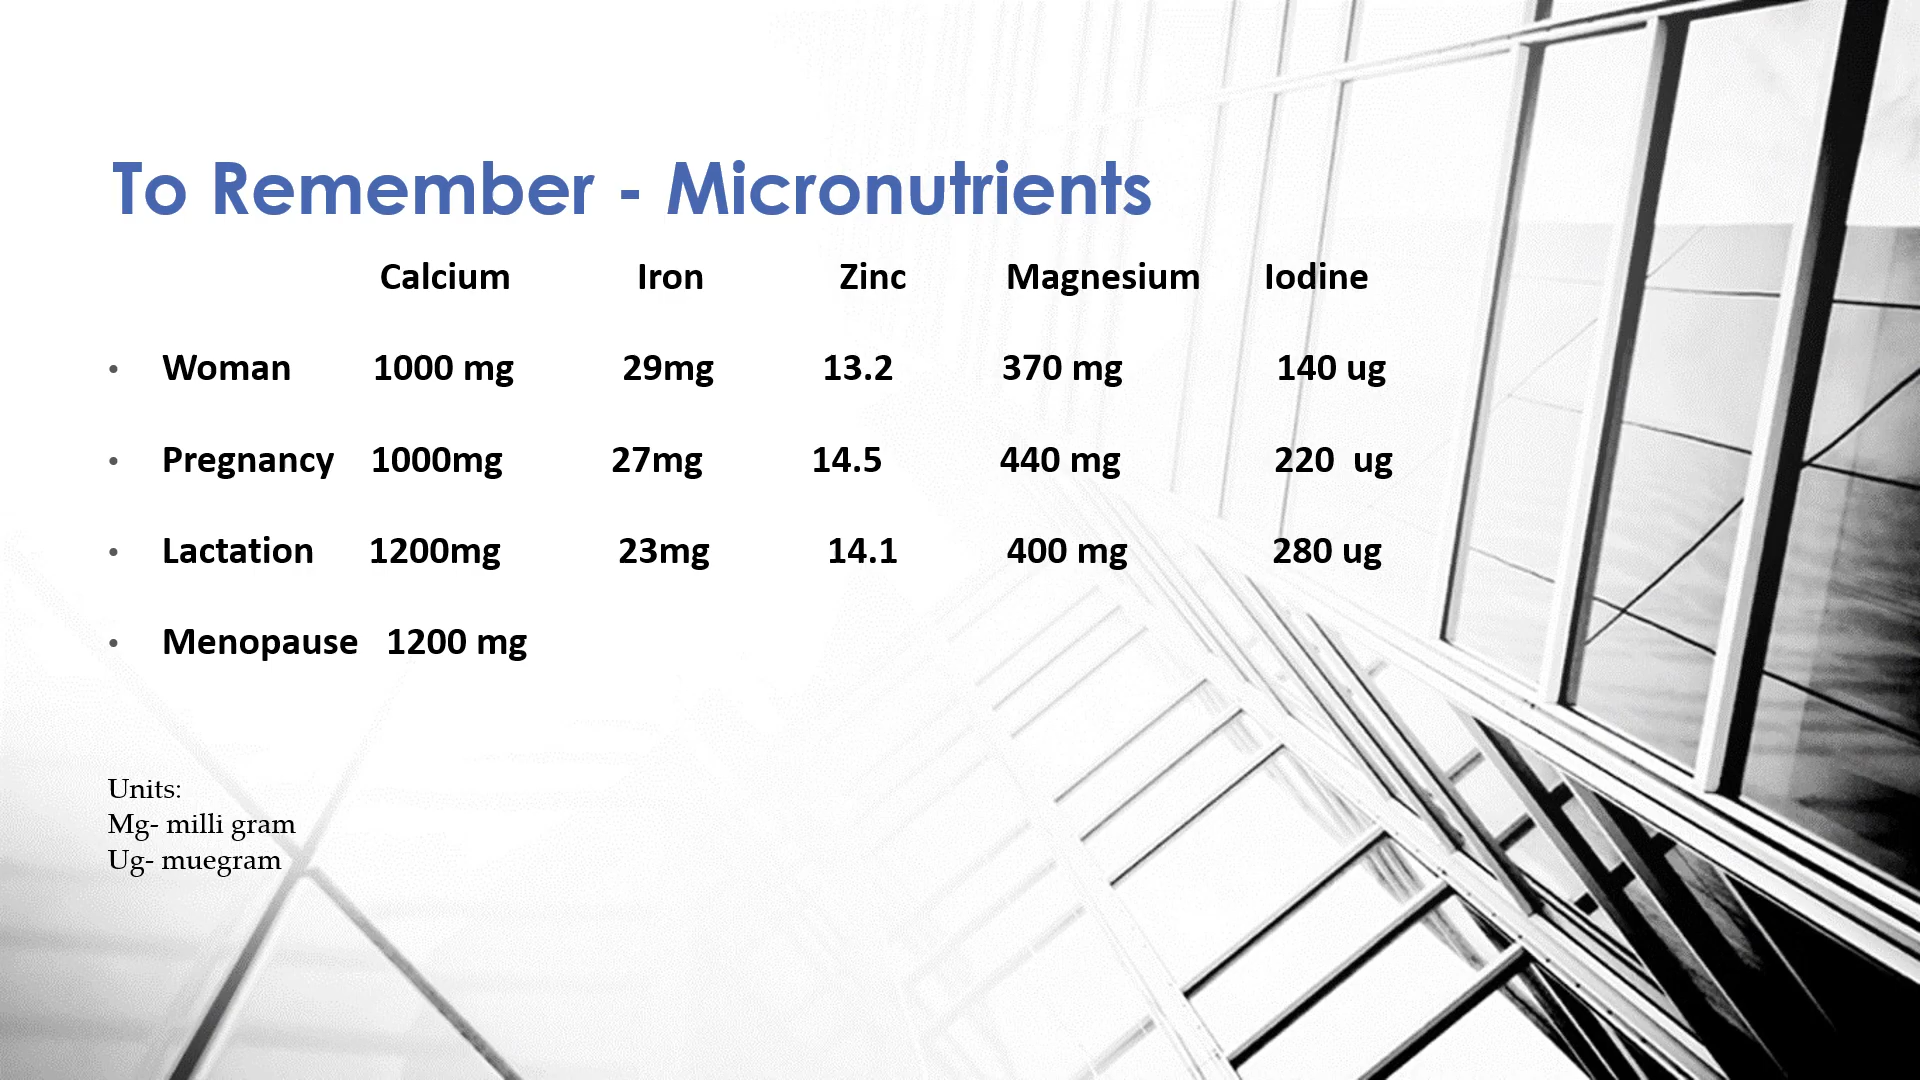 To Remember - Micronutrients
Calcium Iron Zinc Magnesium Iodine
• Woman 1000 mg 29mg 13.2 370 mg 140 ug
• Pregnancy 1000mg 27mg 14.5 440 mg 220 ug
• Lactation 1200mg 23mg 14.1 400 mg 280 ug
• Menopause 1200 mg
Units:
Mg- milli gram
Ug- muegram